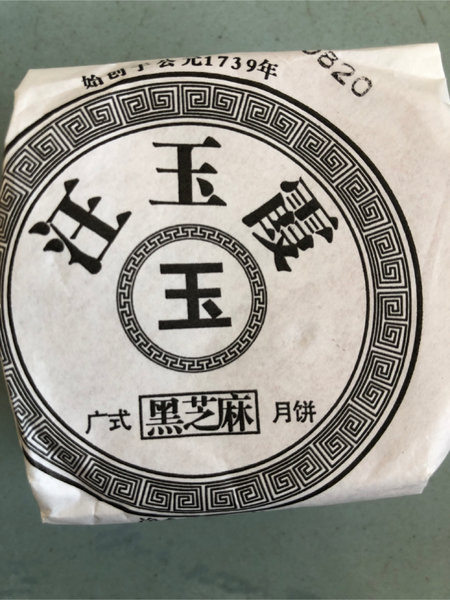 始创于公元1739年
0820
汪玉霞
玉
广式 黑芝麻 月饼